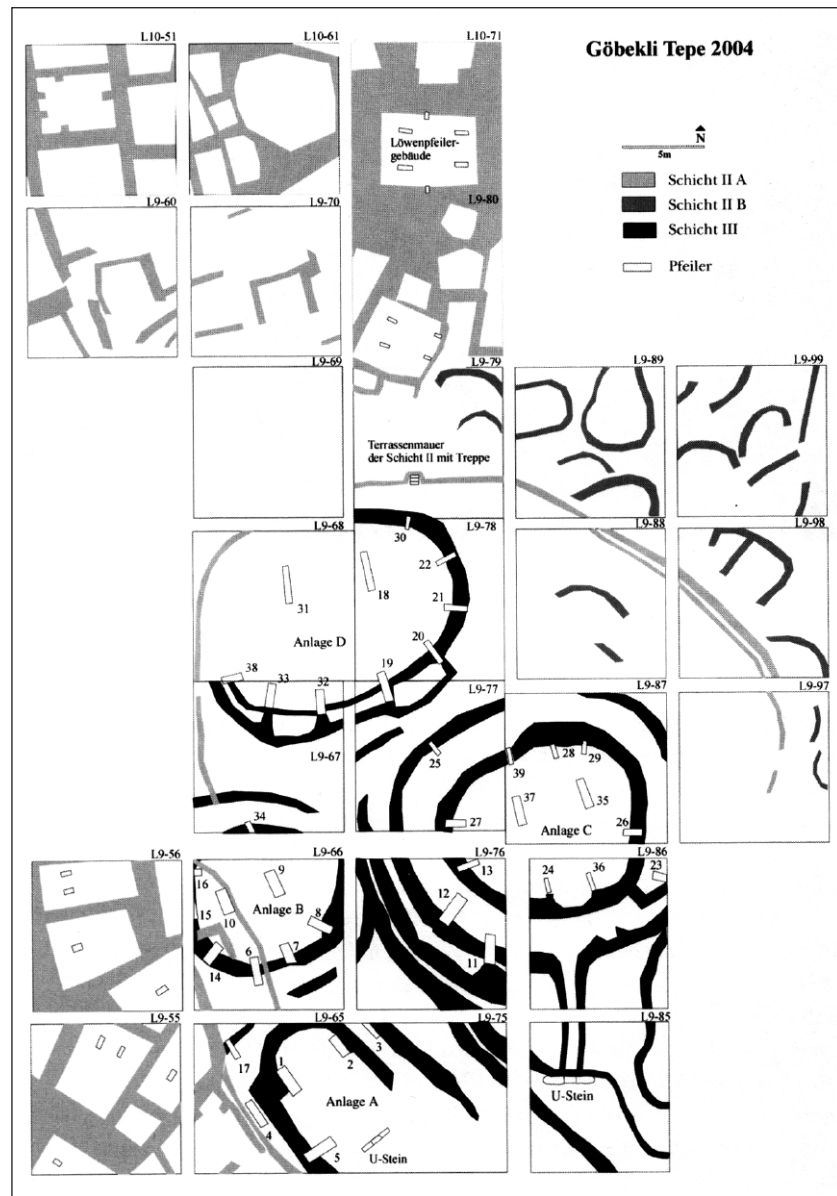 L10-51
L10-61
L10-71
Göbekli Tepe 2004
N
5m
Löwenpfeiler-
gebäude
Schicht II A
Schicht II B
Schicht III
Pfeiler
L9-60
L9-70
L9-80
L9-69
L9-79
L9-89
L9-99
Terrassenmauer
der Schicht II mit Treppe
L9-68
L9-78
L9-88
L9-98
30
22
18
31
21
Anlage D
20
38
33
32
19
L9-77
L9-87
L9-97
L9-67
25
39
28
29
37
35
27
26
Anlage C
34
L9-56
L9-66
L9-76
L9-86
16
9
13
24
36
23
15
10
Anlage B
12
8
14
6
7
11
L9-55
L9-65
L9-75
L9-85
17
1
2
3
4
Anlage A
5
U-Stein
U-Stein